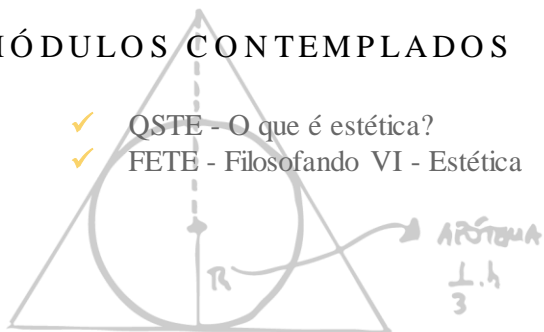 MÓDULOS CONTEMPLADOS
QSTE - O que é estética?
FETE - Filosofando VI - Estética
R
APÓTEMA
1/3 . h